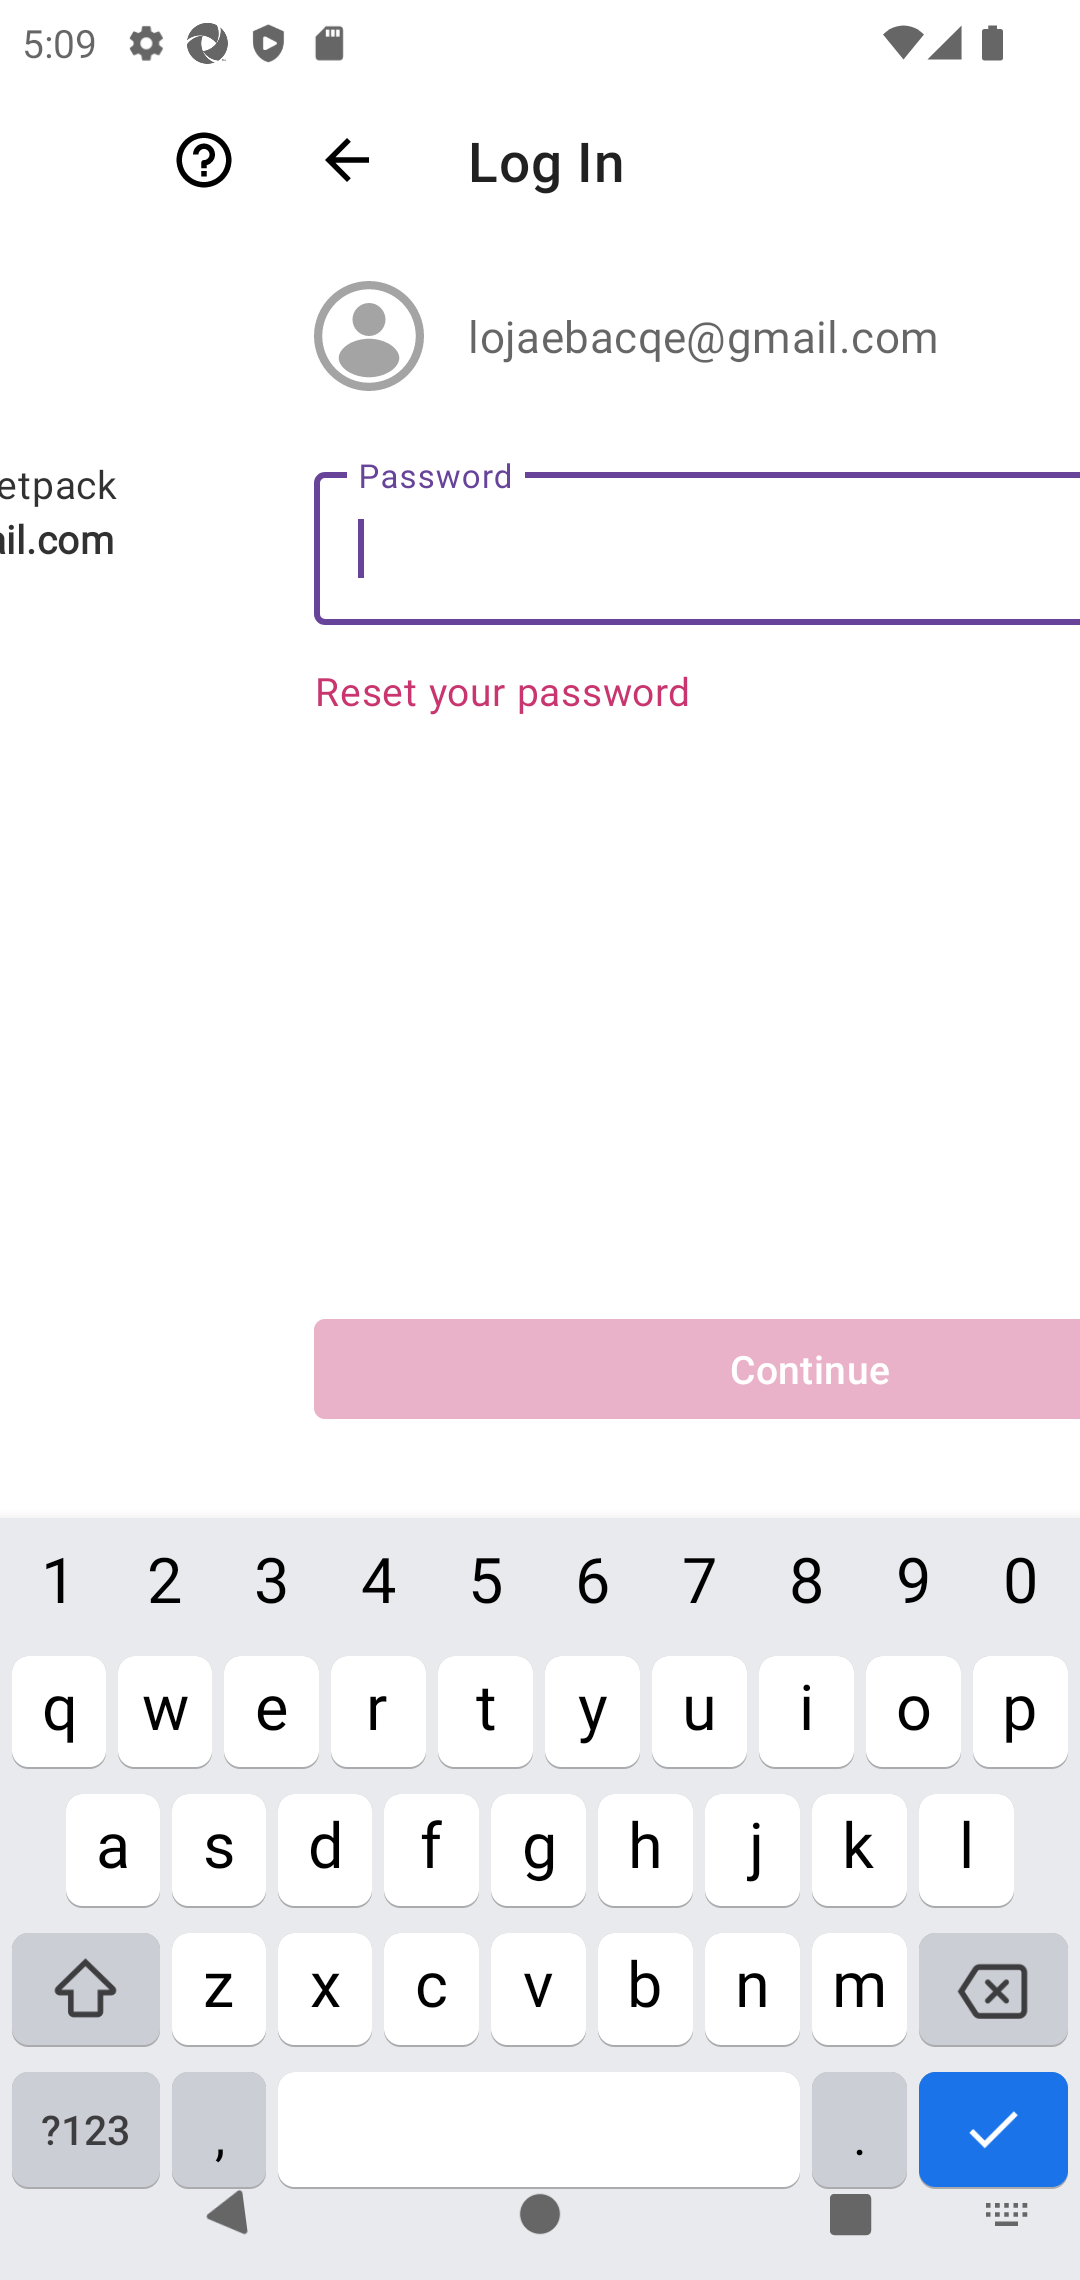 5:09
Log In
lojaebacqe@gmail.com
Password
etpack
ail.com
Reset your password
Continue
1 2 3 4 5 6 7 8 9 0
q w e r t y u i o p
a s d f g h j k l
z x c v b n m
?123 , .